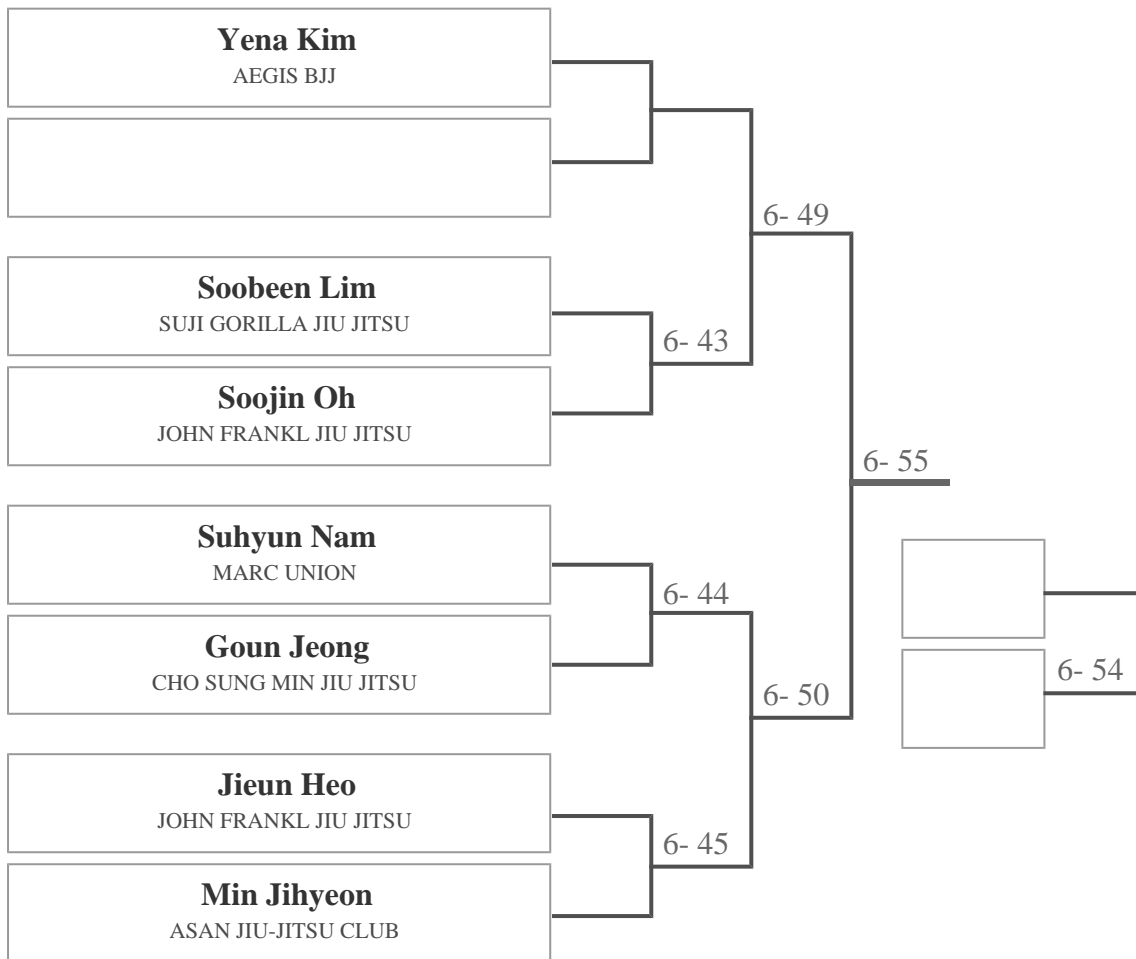 Yena Kim
AEGIS BJJ
6- 49
Soobeen Lim
SUJI GORILLA JIU JITSU
6- 43
Soojin Oh
JOHN FRANKL JIU JITSU
6- 55
Suhyun Nam
MARC UNION
6- 44
Goun Jeong
CHO SUNG MIN JIU JITSU
6- 50
6- 54
Jieun Heo
JOHN FRANKL JIU JITSU
6- 45
Min Jihyeon
ASAN JIU-JITSU CLUB